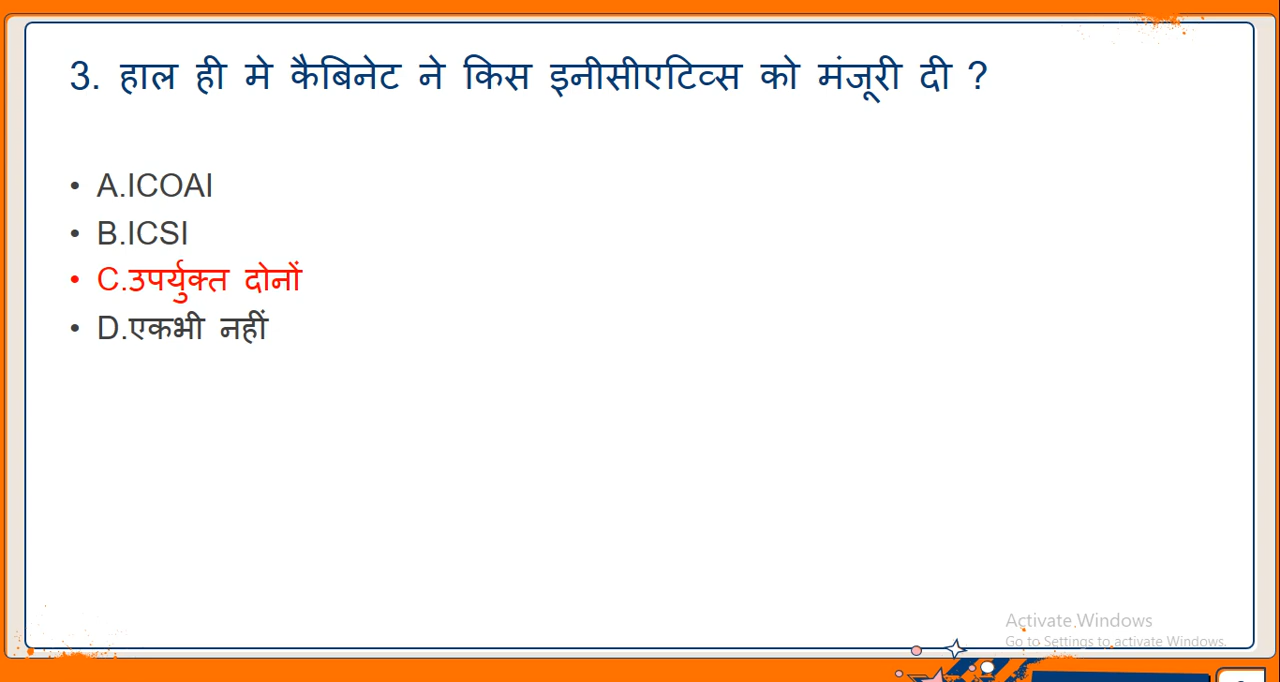 3. हाल ही मे कैबिनेट ने किस इनीसीएटिव्स को मंजूरी दी ?
• A.ICOAI
• B.ICSI
• C.उपर्युक्त दोनों
• D.एकभी नहीं
Activate Windows
Go to Settings to activate Windows.